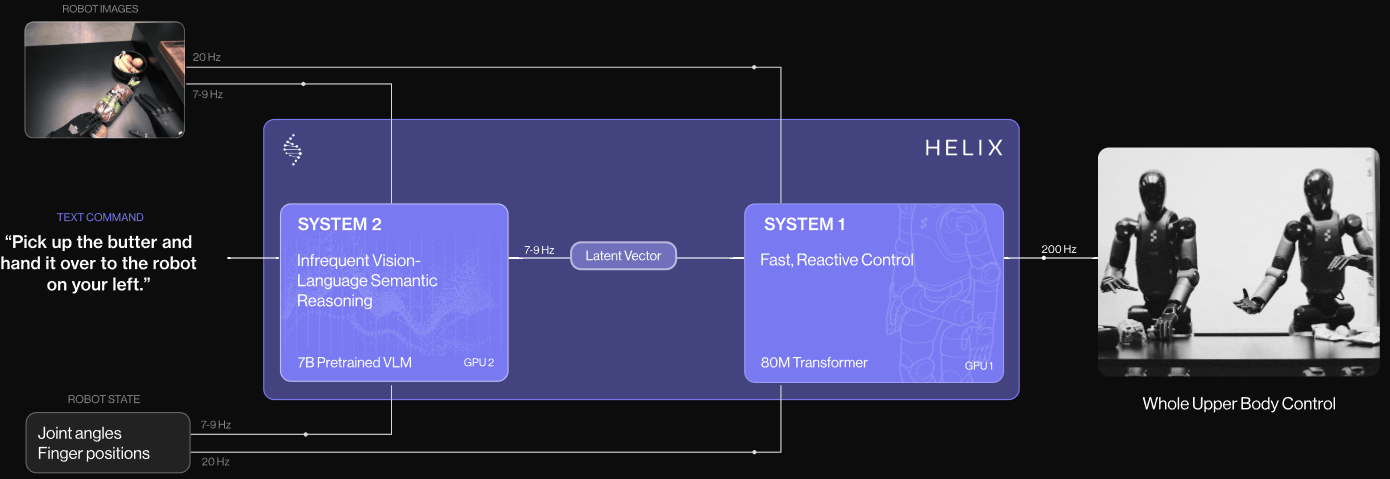 ROBOT IMAGES
20 Hz
7-9 Hz
HELIX
TEXT COMMAND
“Pick up the butter and
hand it over to the robot
on your left.”
SYSTEM 2
Infrequent Vision-
Language Semantic
Reasoning
7B Pretrained VLM
GPU 2
7-9 Hz
Latent Vector
SYSTEM 1
Fast, Reactive Control
80M Transformer
GPU 1
200 Hz
Whole Upper Body Control
ROBOT STATE
Joint angles
Finger positions
7-9 Hz
20 Hz